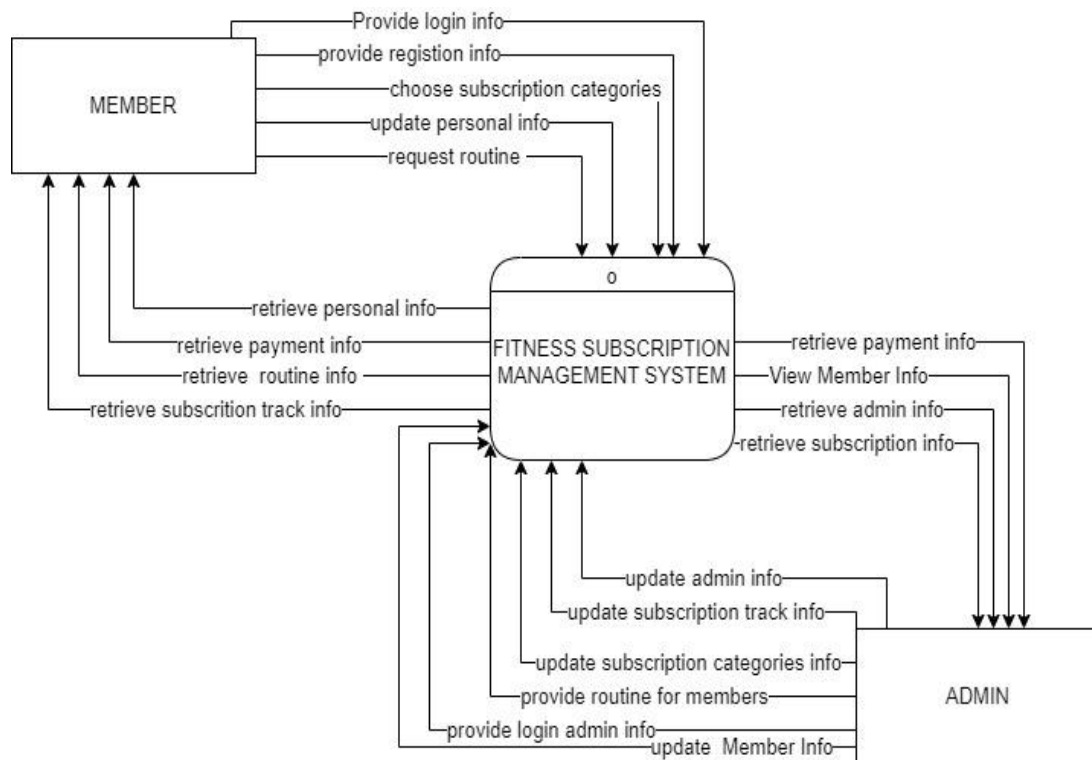 Provide login info
provide registion info
MEMBER
choose subscription categories
update personal info
request routine
o
retrieve personal info
retrieve payment info
retrieve routine info
retrieve subscrition track info
FITNESS SUBSCRIPTION
MANAGEMENT SYSTEM
retrieve payment info
View Member Info
retrieve admin info
retrieve subscription info
update admin info
update subscription track info
update subscription categories info
provide routine for members
provide login admin info
update Member Info
ADMIN